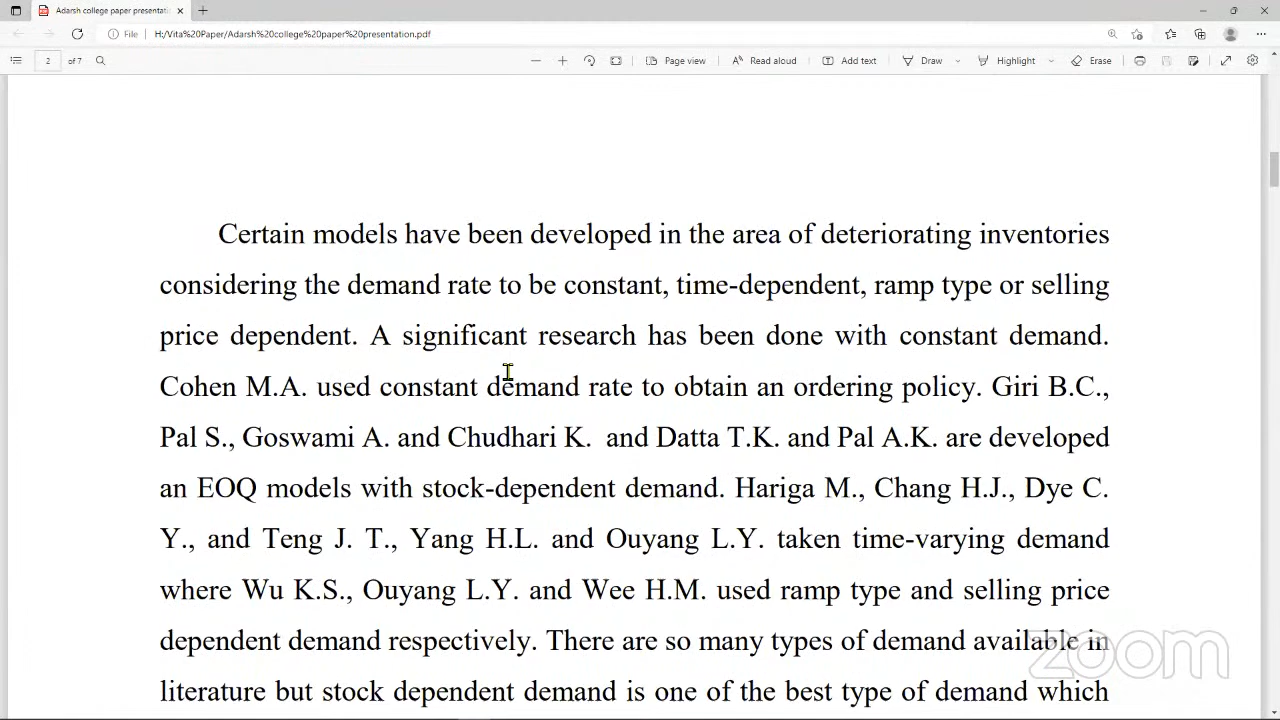 Adarsh college paper presentati
File
H:/Vita%20Paper/Adarsh%20college%20paper%20presentation.pdf
2 of 7
Page view
Read aloud
Add text
Draw
Highlight
Erase
Certain models have been developed in the area of deteriorating inventories
considering the demand rate to be constant, time-dependent, ramp type or selling
price dependent. A significant research has been done with constant demand.
Cohen M.A. used constant demand rate to obtain an ordering policy. Giri B.C.,
Pal S., Goswami A. and Chudhari K. and Datta T.K. and Pal A.K. are developed
an EOQ models with stock-dependent demand. Hariga M., Chang H.J., Dye C.
Y., and Teng J. T., Yang H.L. and Ouyang L.Y. taken time-varying demand
where Wu K.S., Ouyang L.Y. and Wee H.M. used ramp type and selling price
dependent demand respectively. There are so many types of demand available in
literature but stock dependent demand is one of the best type of demand which
zoom